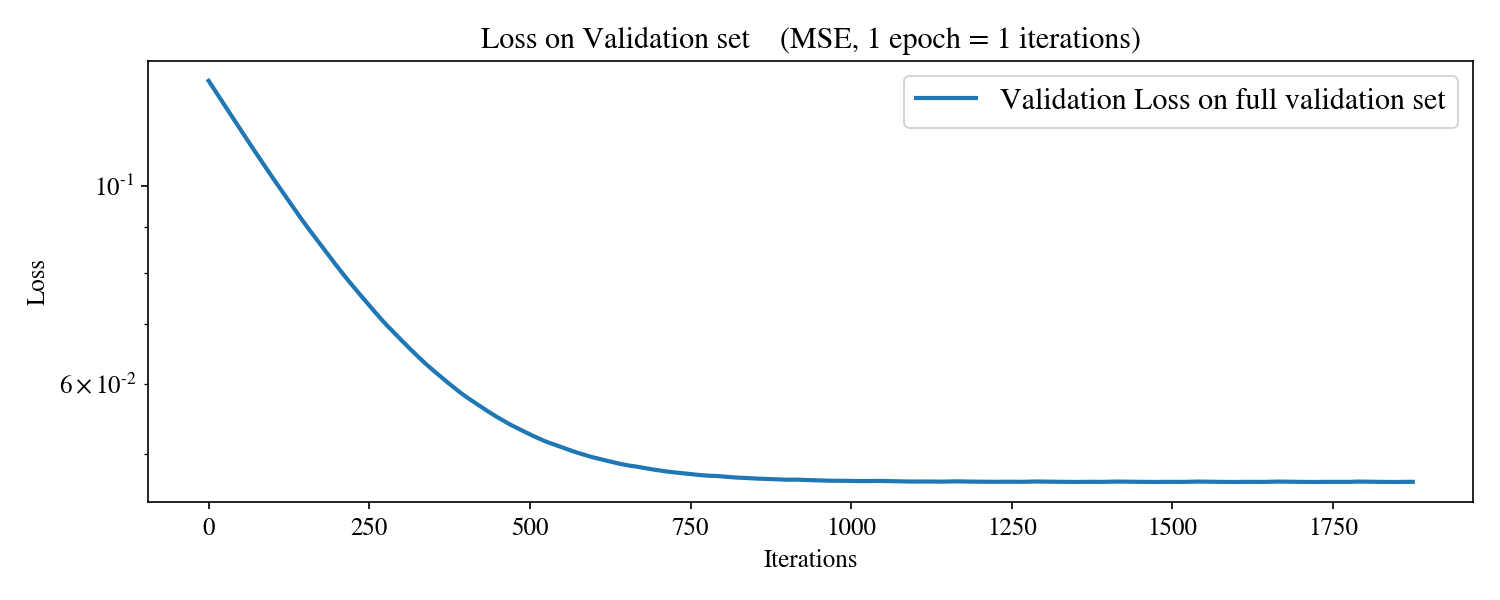 Loss on Validation set (MSE, 1 epoch = 1 iterations)
Validation Loss on full validation set
10⁻¹
6 × 10⁻²
Loss
0 250 500 750 1000 1250 1500 1750
Iterations